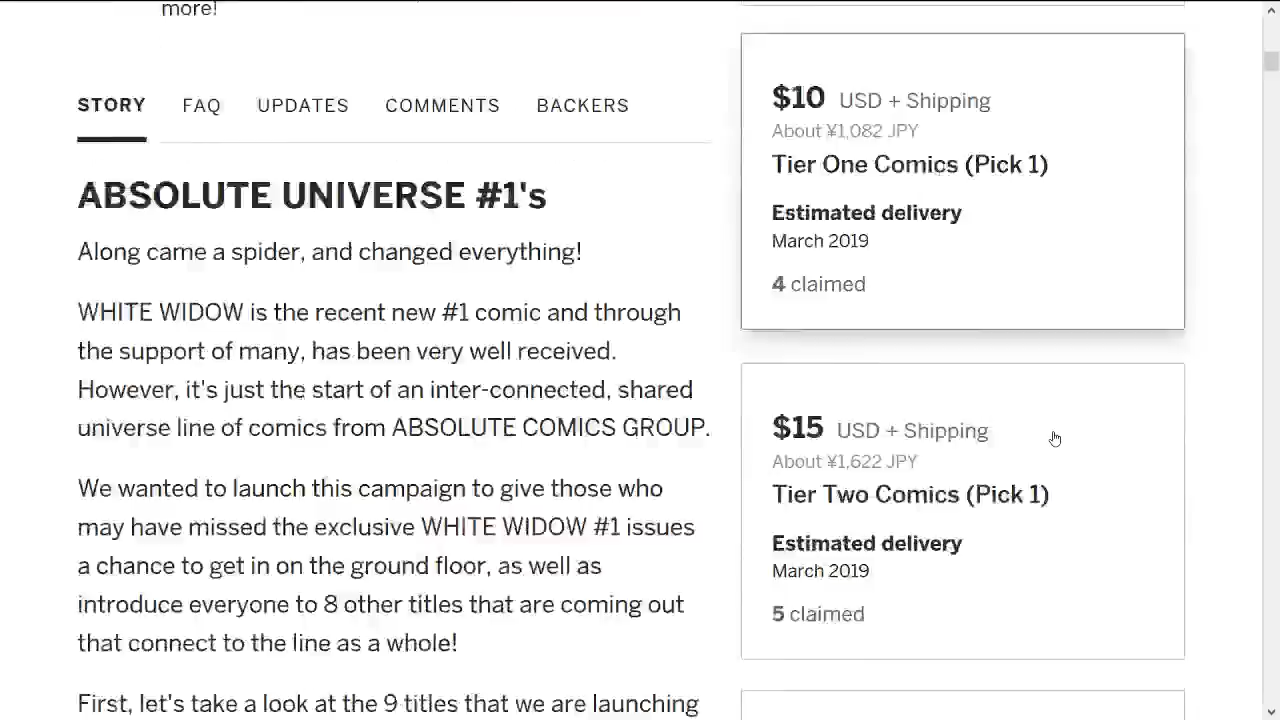 more!
STORY FAQ UPDATES COMMENTS BACKERS
ABSOLUTE UNIVERSE #1's
Along came a spider, and changed everything!
WHITE WIDOW is the recent new #1 comic and through
the support of many, has been very well received.
However, it's just the start of an inter-connected, shared
universe line of comics from ABSOLUTE COMICS GROUP.
We wanted to launch this campaign to give those who
may have missed the exclusive WHITE WIDOW #1 issues
a chance to get in on the ground floor, as well as
introduce everyone to 8 other titles that are coming out
that connect to the line as a whole!
First, let's take a look at the 9 titles that we are launching
$10 USD + Shipping
About ¥1,082 JPY
Tier One Comics (Pick 1)
Estimated delivery
March 2019
4 claimed
$15 USD + Shipping
About ¥1,622 JPY
Tier Two Comics (Pick 1)
Estimated delivery
March 2019
5 claimed